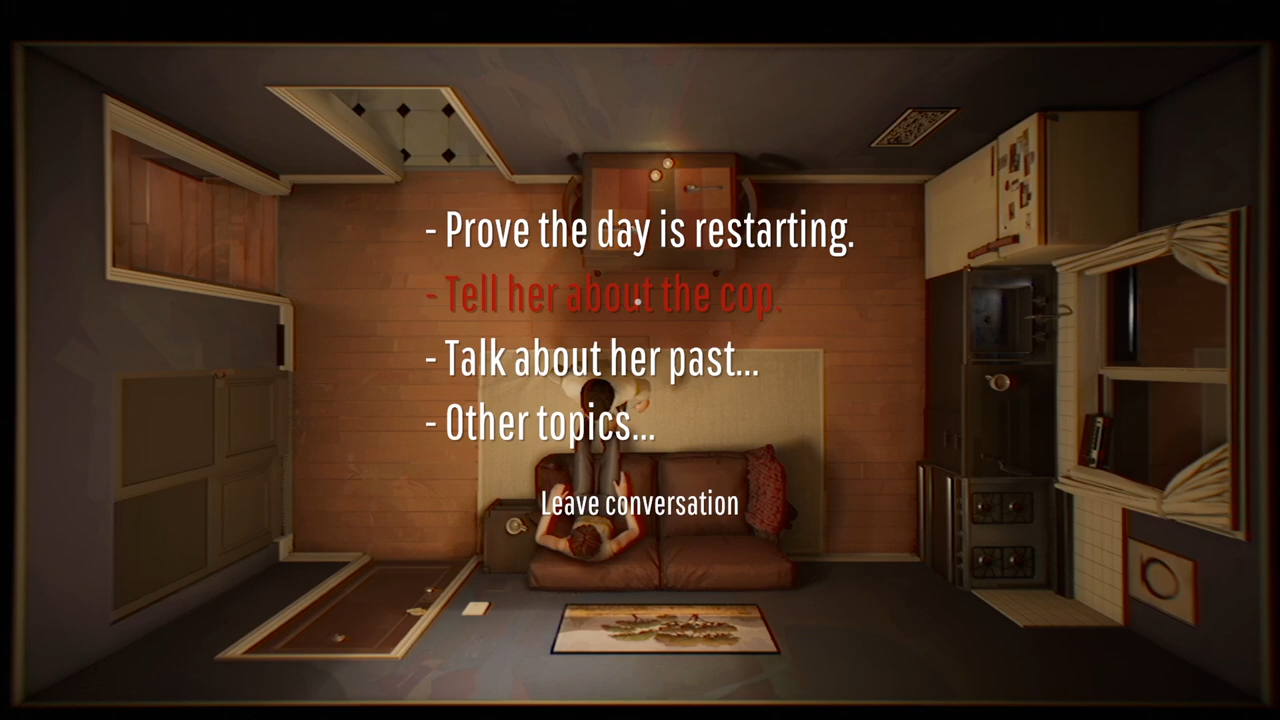 - Prove the day is restarting.
- Tell her about the cop.
- Talk about her past...
- Other topics...
Leave conversation